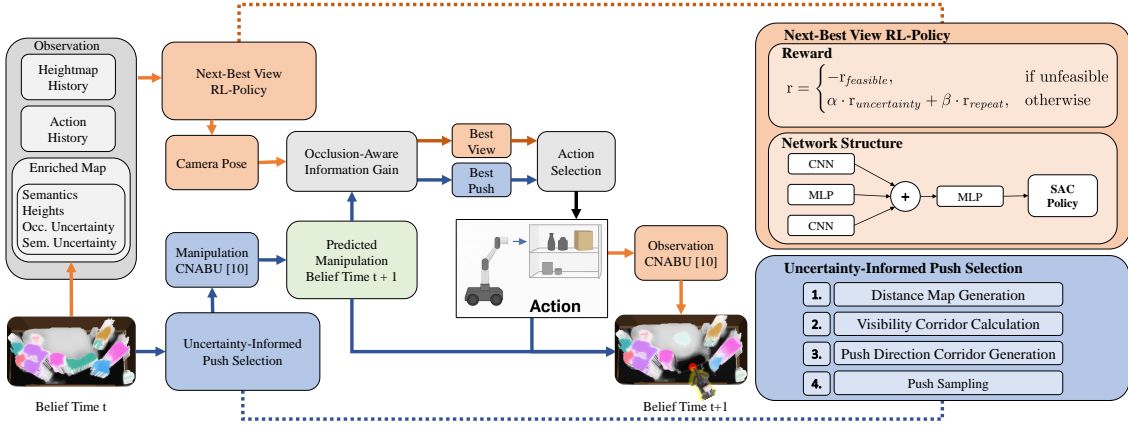 Observation
Heightmap
History
Action
History
Enriched Map
Semantics
Heights
Occ. Uncertainty
Sem. Uncertainty
Belief Time t
Next-Best View
RL-Policy
Camera Pose
Manipulation
CNABU [10]
Uncertainty-Informed
Push Selection
Occlusion-Aware
Information Gain
Predicted
Manipulation
Belief Time t + 1
Best
View
Best
Push
Action
Selection
Action
Observation
CNABU [10]
Belief Time t+1
Next-Best View RL-Policy
Reward
r = { −r_feasible, if unfeasible
α · r_uncertainty + β · r_repeat, otherwise
Network Structure
CNN
MLP
CNN
+
MLP
SAC
Policy
Uncertainty-Informed Push Selection
1. Distance Map Generation
2. Visibility Corridor Calculation
3. Push Direction Corridor Generation
4. Push Sampling